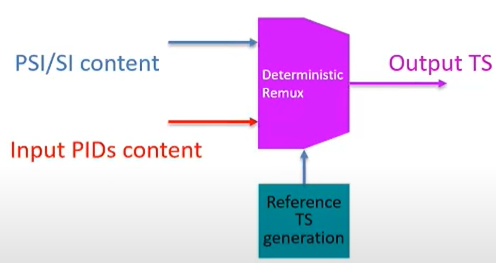 PSI/SI content
Deterministic
Remux
Output TS
Input PIDs content
Reference
TS
generation